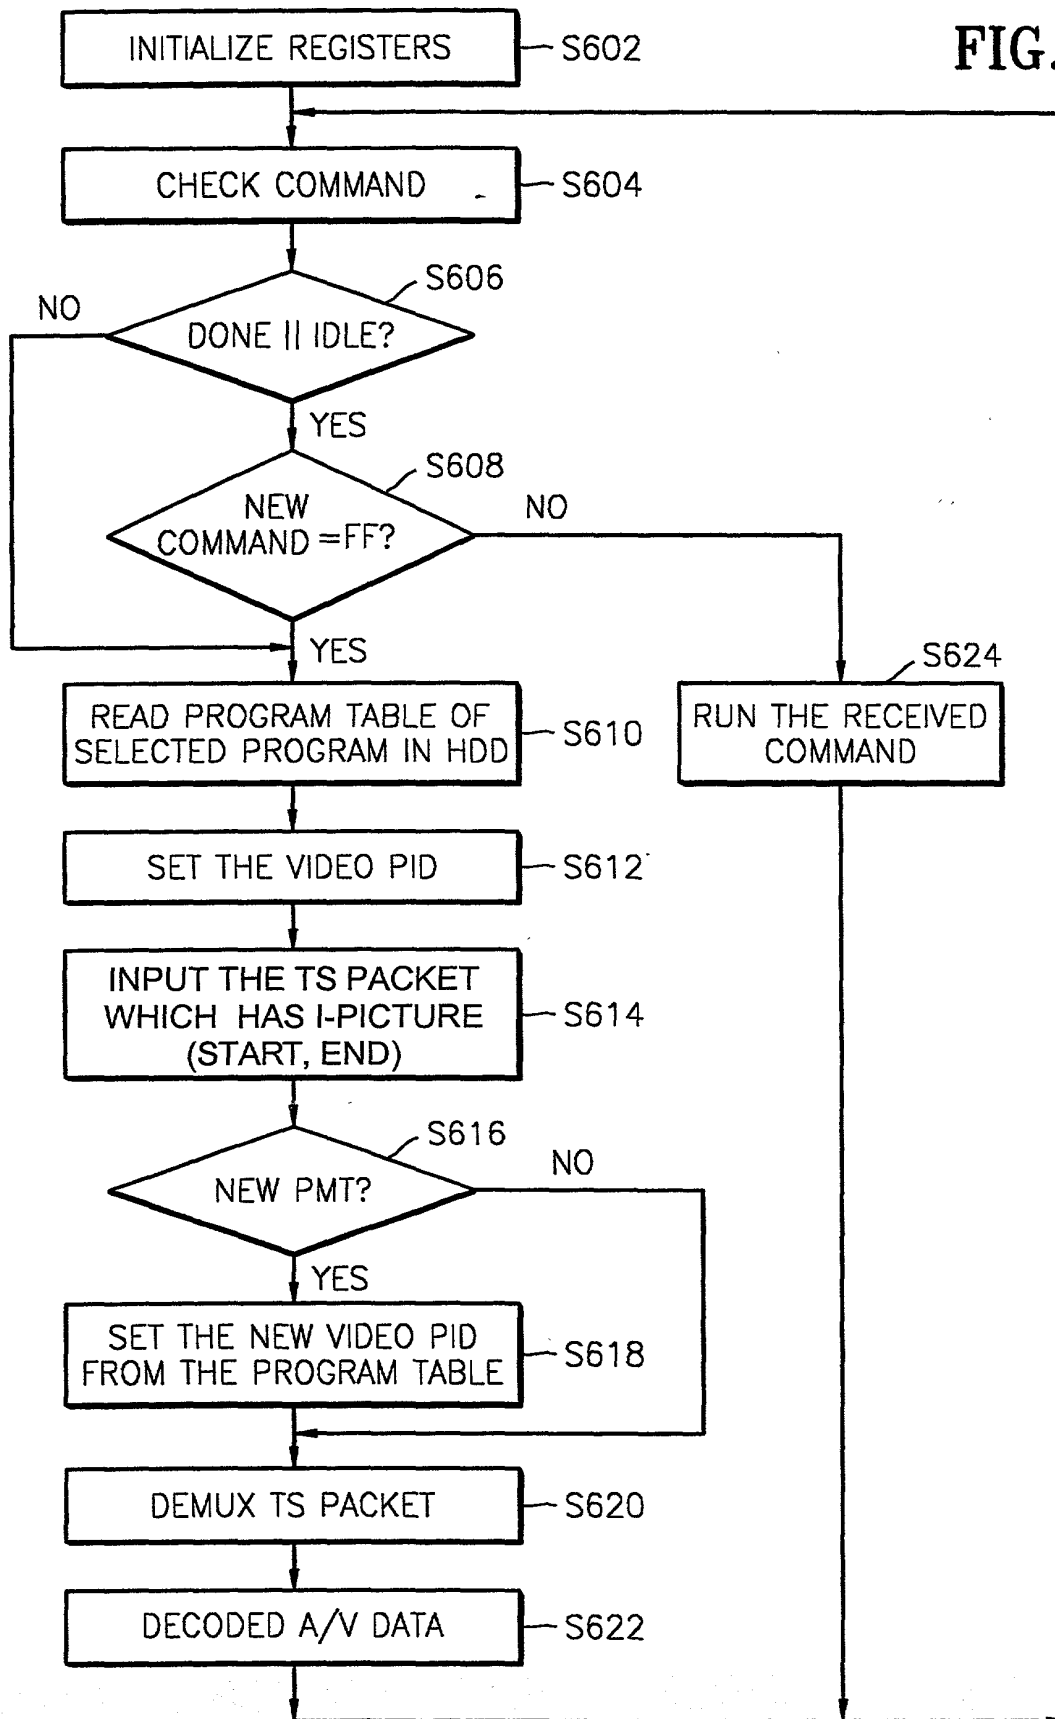 INITIALIZE REGISTERS
S602
FIG.
CHECK COMMAND
S604
S606
NO
DONE || IDLE?
YES
S608
NEW
COMMAND =FF?
NO
YES
S624
READ PROGRAM TABLE OF
SELECTED PROGRAM IN HDD
S610
RUN THE RECEIVED
COMMAND
SET THE VIDEO PID
S612
INPUT THE TS PACKET
WHICH HAS I-PICTURE
(START, END)
S614
S616
NEW PMT?
NO
YES
SET THE NEW VIDEO PID
FROM THE PROGRAM TABLE
S618
DEMUX TS PACKET
S620
DECODED A/V DATA
S622